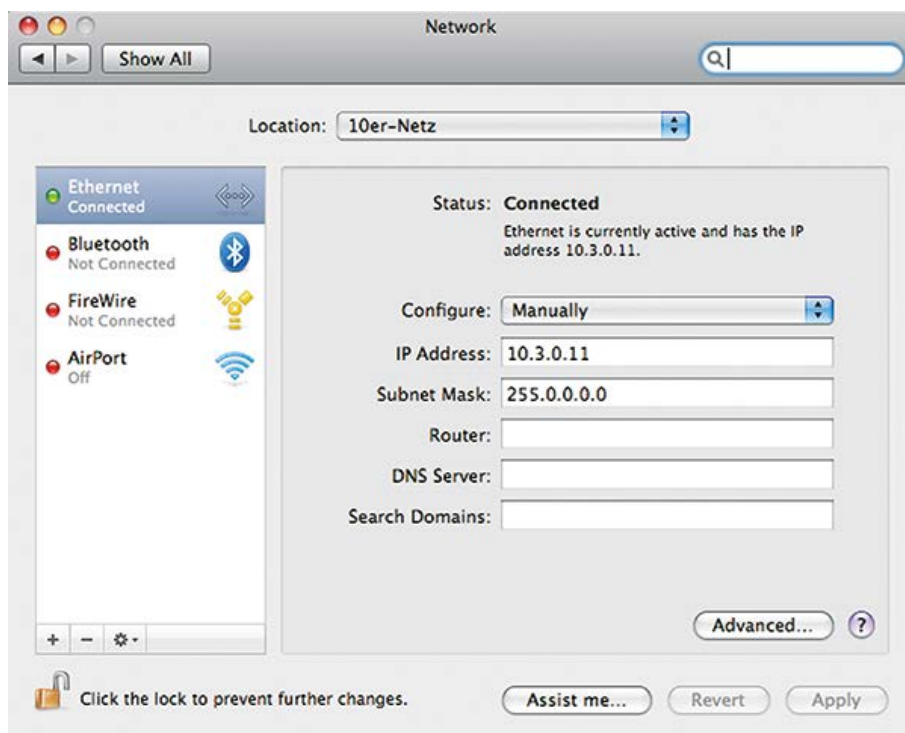 Network
Show All
Location: 10er-Netz
Ethernet
Connected
Bluetooth
Not Connected
FireWire
Not Connected
AirPort
Off
Status: Connected
Ethernet is currently active and has the IP
address 10.3.0.11.
Configure: Manually
IP Address: 10.3.0.11
Subnet Mask: 255.0.0.0
Router:
DNS Server:
Search Domains:
Advanced... ?
+ -
Click the lock to prevent further changes.
Assist me... Revert Apply